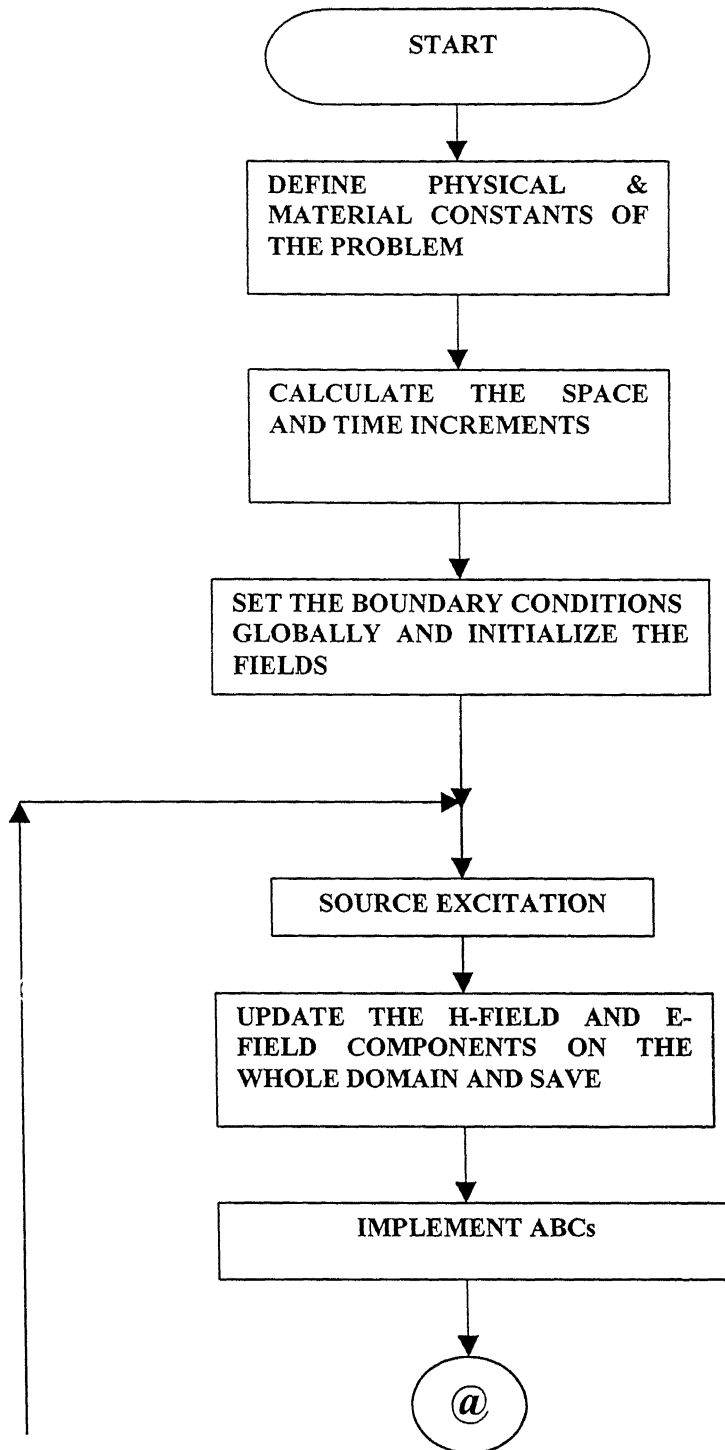 START
DEFINE PHYSICAL &
MATERIAL CONSTANTS OF
THE PROBLEM
CALCULATE THE SPACE
AND TIME INCREMENTS
SET THE BOUNDARY CONDITIONS
GLOBALLY AND INITIALIZE THE
FIELDS
SOURCE EXCITATION
UPDATE THE H-FIELD AND E-
FIELD COMPONENTS ON THE
WHOLE DOMAIN AND SAVE
IMPLEMENT ABCs
@